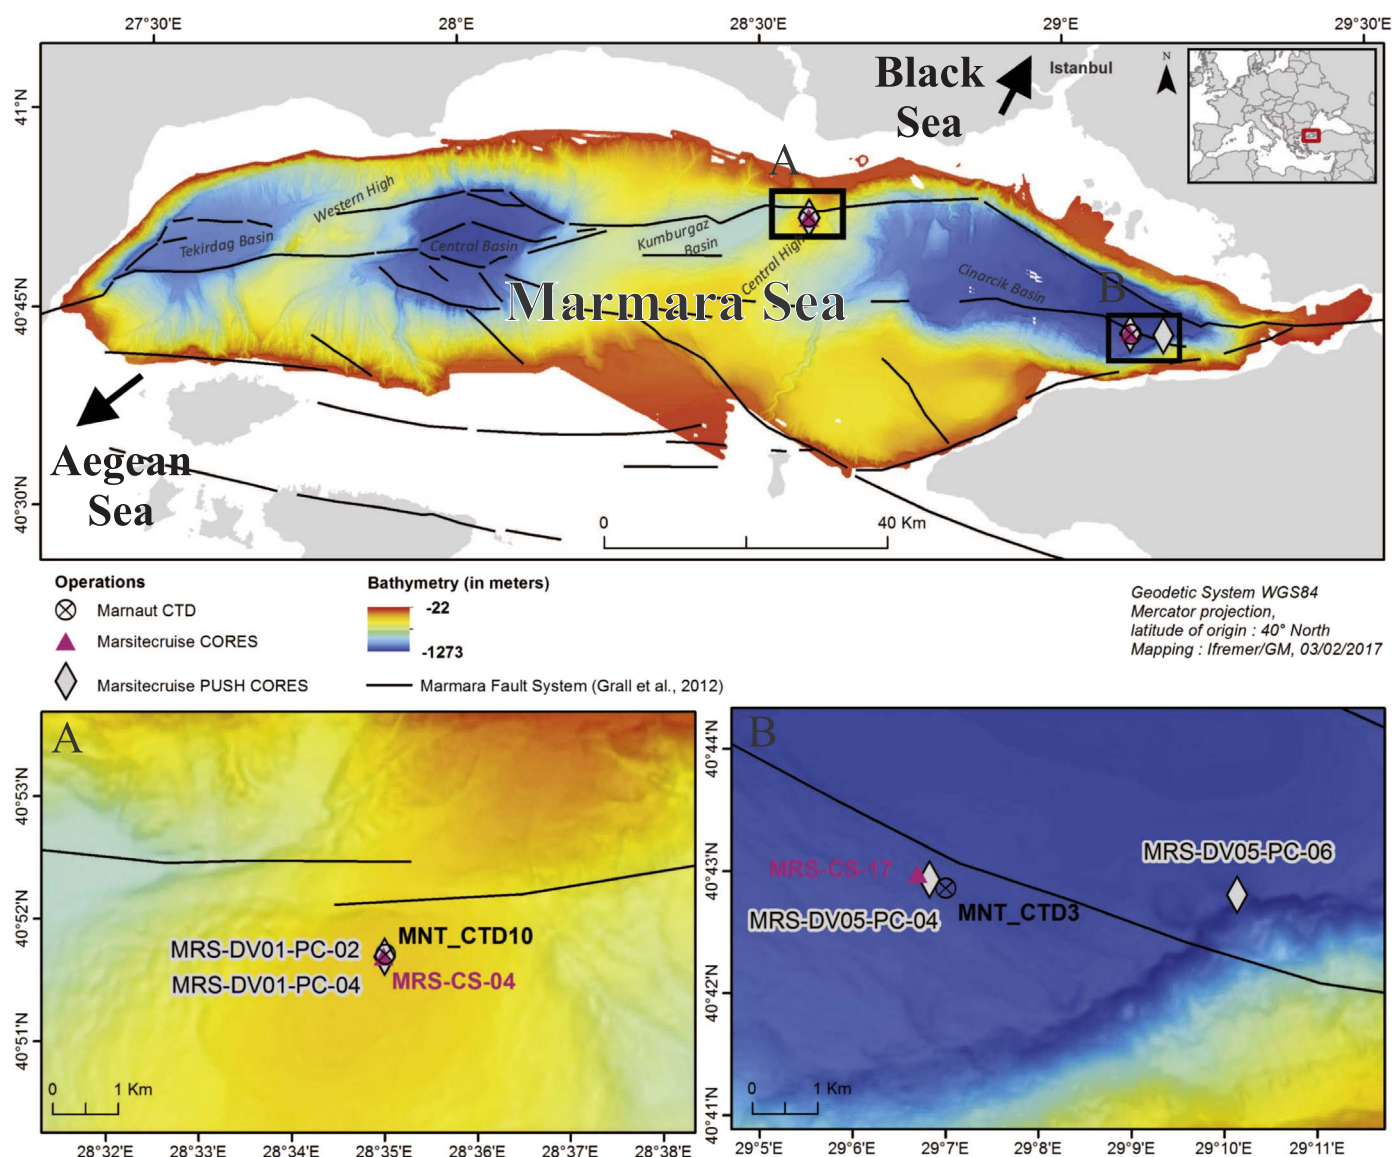 27°30'E 28°E 28°30'E 29°E 29°30'E
41°N
40°45'N
40°30'N
Black
Sea
Istanbul
N
A
Western High
Tekirdag Basin
Central Basin
Kumburgaz
Basin
Central High
Cinarcik Basin
B
Marmara Sea
Aegean
Sea
0 40 Km
Operations
Marnaut CTD
Marsitecruise CORES
Marsitecruise PUSH CORES
Bathymetry (in meters)
-22
-1273
Marmara Fault System (Grall et al., 2012)
Geodetic System WGS84
Mercator projection,
latitude of origin : 40° North
Mapping : Ifremer/GM, 03/02/2017
A
40°53'N
40°52'N
40°51'N
MRS-DV01-PC-02
MNT_CTD10
MRS-DV01-PC-04
MRS-CS-04
0 1 Km
28°32'E 28°33'E 28°34'E 28°35'E 28°36'E 28°37'E 28°38'E
B
40°44'N
40°43'N
40°42'N
40°41'N
MRS-DV05-PC-06
MRS-CS-17
MRS-DV05-PC-04
MNT_CTD3
0 1 Km
29°5'E 29°6'E 29°7'E 29°8'E 29°9'E 29°10'E 29°11'E